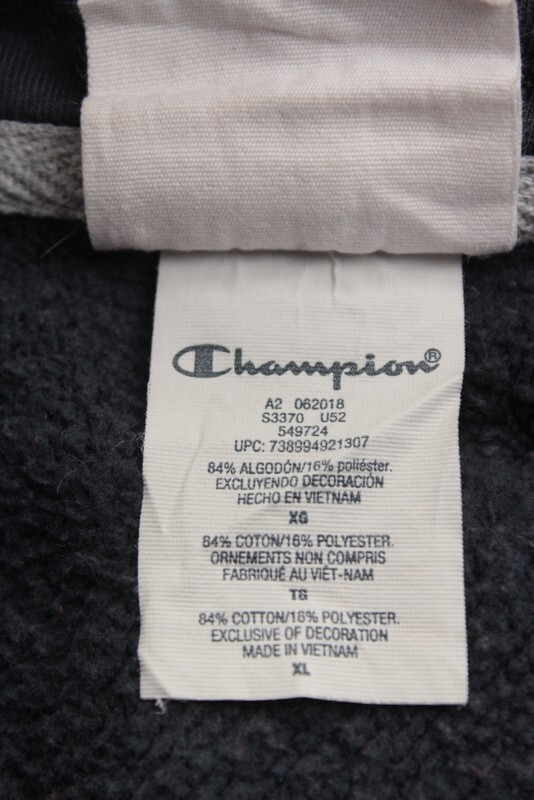 Champion®
A2 062018
S3370 U52
549724
UPC: 738994921307
84% ALGODÓN/16% poliéster.
EXCLUYENDO DECORACIÓN
HECHO EN VIETNAM
XG
84% COTON/16% POLYESTER.
ORNEMENTS NON COMPRIS
FABRIQUÉ AU VIÊT-NAM
TG
84% COTTON/16% POLYESTER.
EXCLUSIVE OF DECORATION
MADE IN VIETNAM
XL